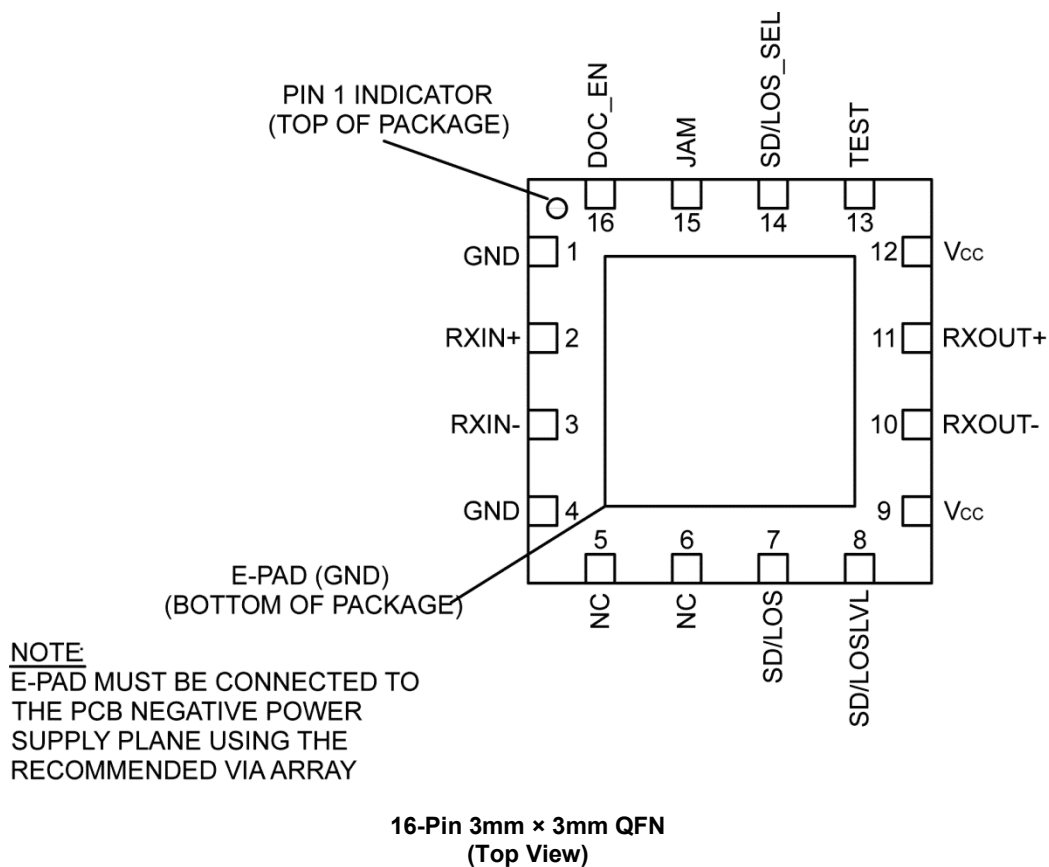 PIN 1 INDICATOR
(TOP OF PACKAGE)
DOC_EN
JAM
SD/LOS_SEL
TEST
16
15
14
13
GND
1
12
Vcc
RXIN+
2
11
RXOUT+
RXIN-
3
10
RXOUT-
GND
4
9
Vcc
5
6
7
8
NC
NC
SD/LOS
SD/LOSLVL
E-PAD (GND)
(BOTTOM OF PACKAGE)
NOTE:
E-PAD MUST BE CONNECTED TO
THE PCB NEGATIVE POWER
SUPPLY PLANE USING THE
RECOMMENDED VIA ARRAY
16-Pin 3mm × 3mm QFN
(Top View)